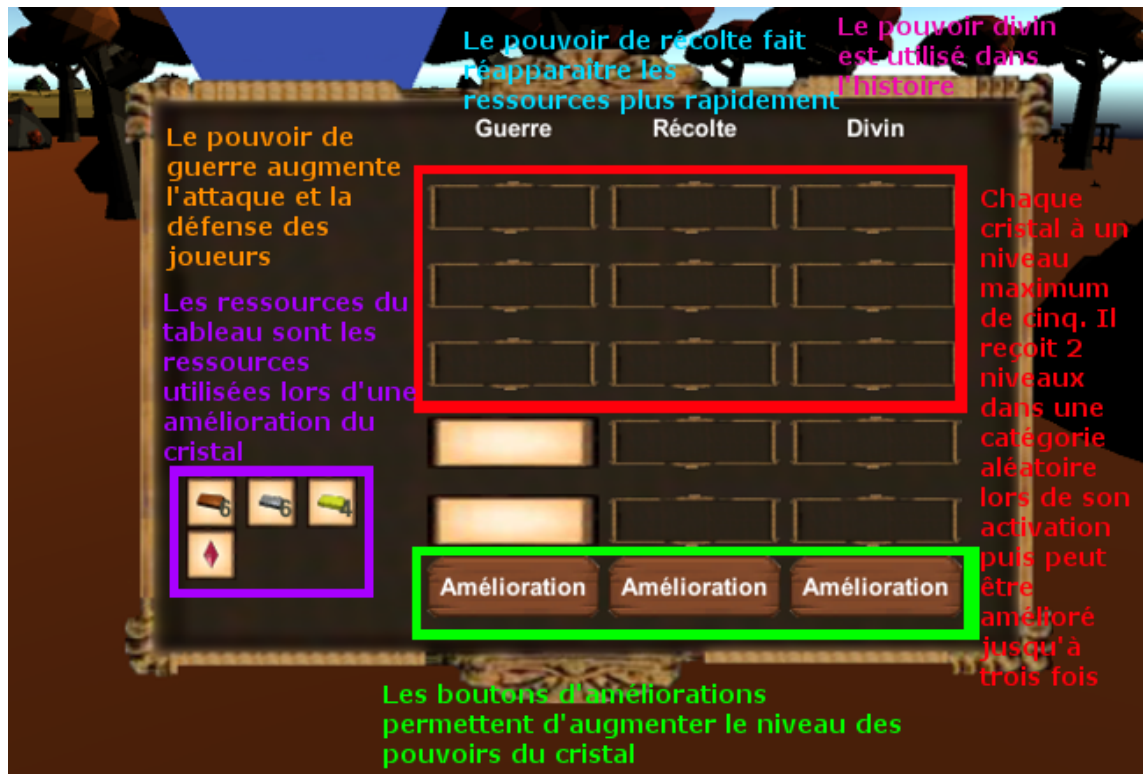 Le pouvoir de récolte fait
réapparaître les
ressources plus rapidement
Le pouvoir divin
est utilisé dans
l'histoire
Guerre
Récolte
Divin
Le pouvoir de
guerre augmente
l'attaque et la
défense des
joueurs
Les ressources du
tableau sont les
ressources
utilisées lors d'une
amélioration du
cristal
6
6
4
Chaque
cristal à un
niveau
maximum
de cinq. Il
reçoit 2
niveaux
dans une
catégorie
aléatoire
lors de son
activation
puis peut
être
amélioré
jusqu'à
trois fois
Amélioration
Amélioration
Amélioration
Les boutons d'améliorations
permettent d'augmenter le niveau des
pouvoirs du cristal